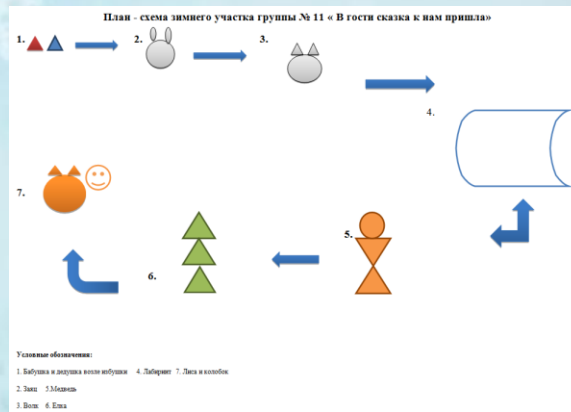 План - схема зимнего участка группы № 11 « В гости сказка к нам пришла»
1.
2.
3.
4.
7.
5.
6.
Условные обозначения:
1. Бабушка и дедушка возле избушки 4. Лабиринт 7. Лиса и колобок
2. Заяц 5.Медведь
3. Волк 6. Елка